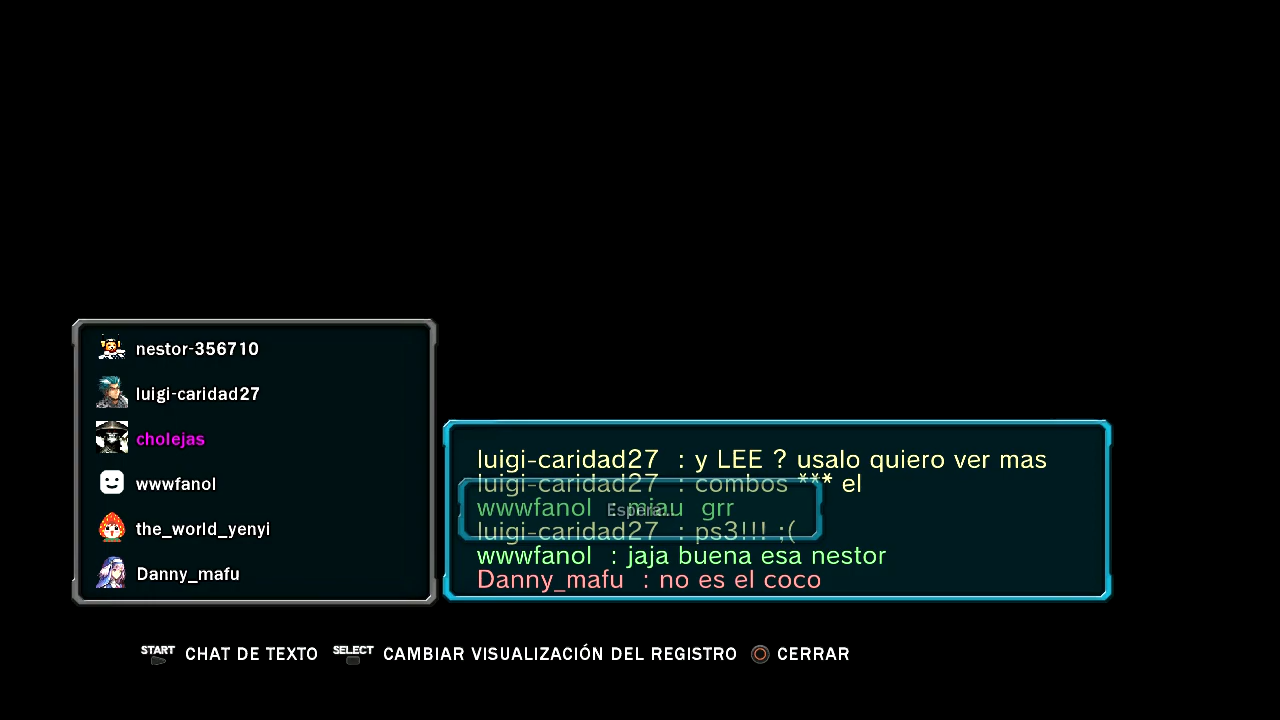 nestor-356710
luigi-caridad27
cholejas
wwwfanol
the_world_yenyi
Danny_mafu
luigi-caridad27 : y LEE ? usalo quiero ver mas
luigi-caridad27 : combos *** el
wwwfanol : miau grr
Espera...
luigi-caridad27 : ps3!!! ;(
wwwfanol : jaja buena esa nestor
Danny_mafu : no es el coco
START CHAT DE TEXTO SELECT CAMBIAR VISUALIZACIÓN DEL REGISTRO CERRAR